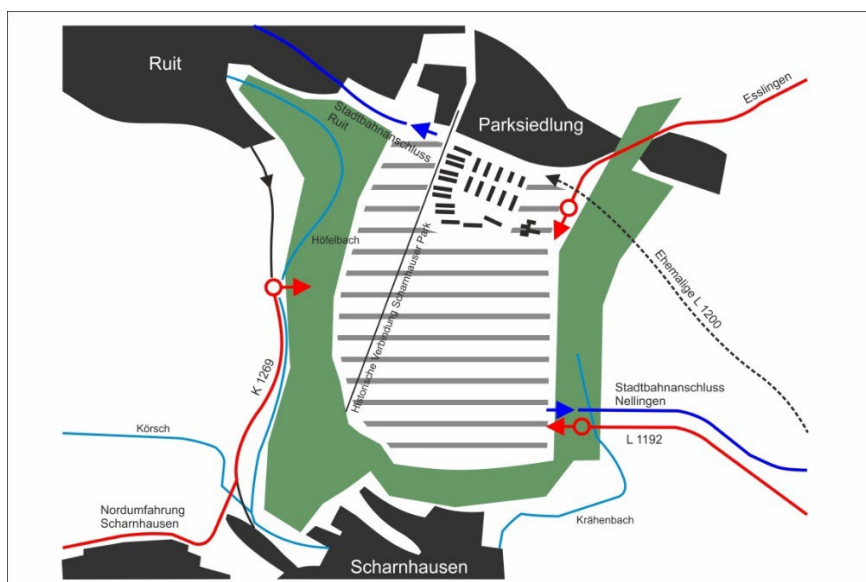 Ruit
Esslingen
Stadtbahnanschluss
Ruit
Parksiedlung
Höfelbach
Historische Verbindung Scharnhauser Park
Ehemalige L 1200
K 1269
Stadtbahnanschluss
Nellingen
L 1192
Körsch
Nordumfahrung
Scharnhausen
Krähenbach
Scharnhausen